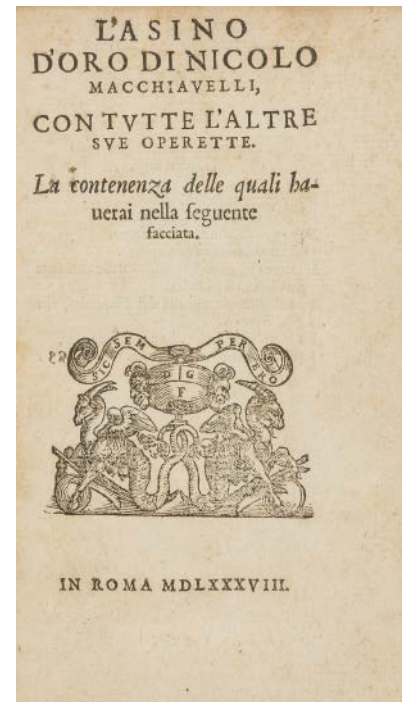 L'ASINO
D'ORO DI NICOLO
MACCHIAVELLI,
CON TVTTE L'ALTRE
SVE OPERETTE.
La contenenza delle quali ha-
uerai nella ſeguente
facciata.
SIC SEM PER ERO
D G
F
IN ROMA MDLXXXVIII.